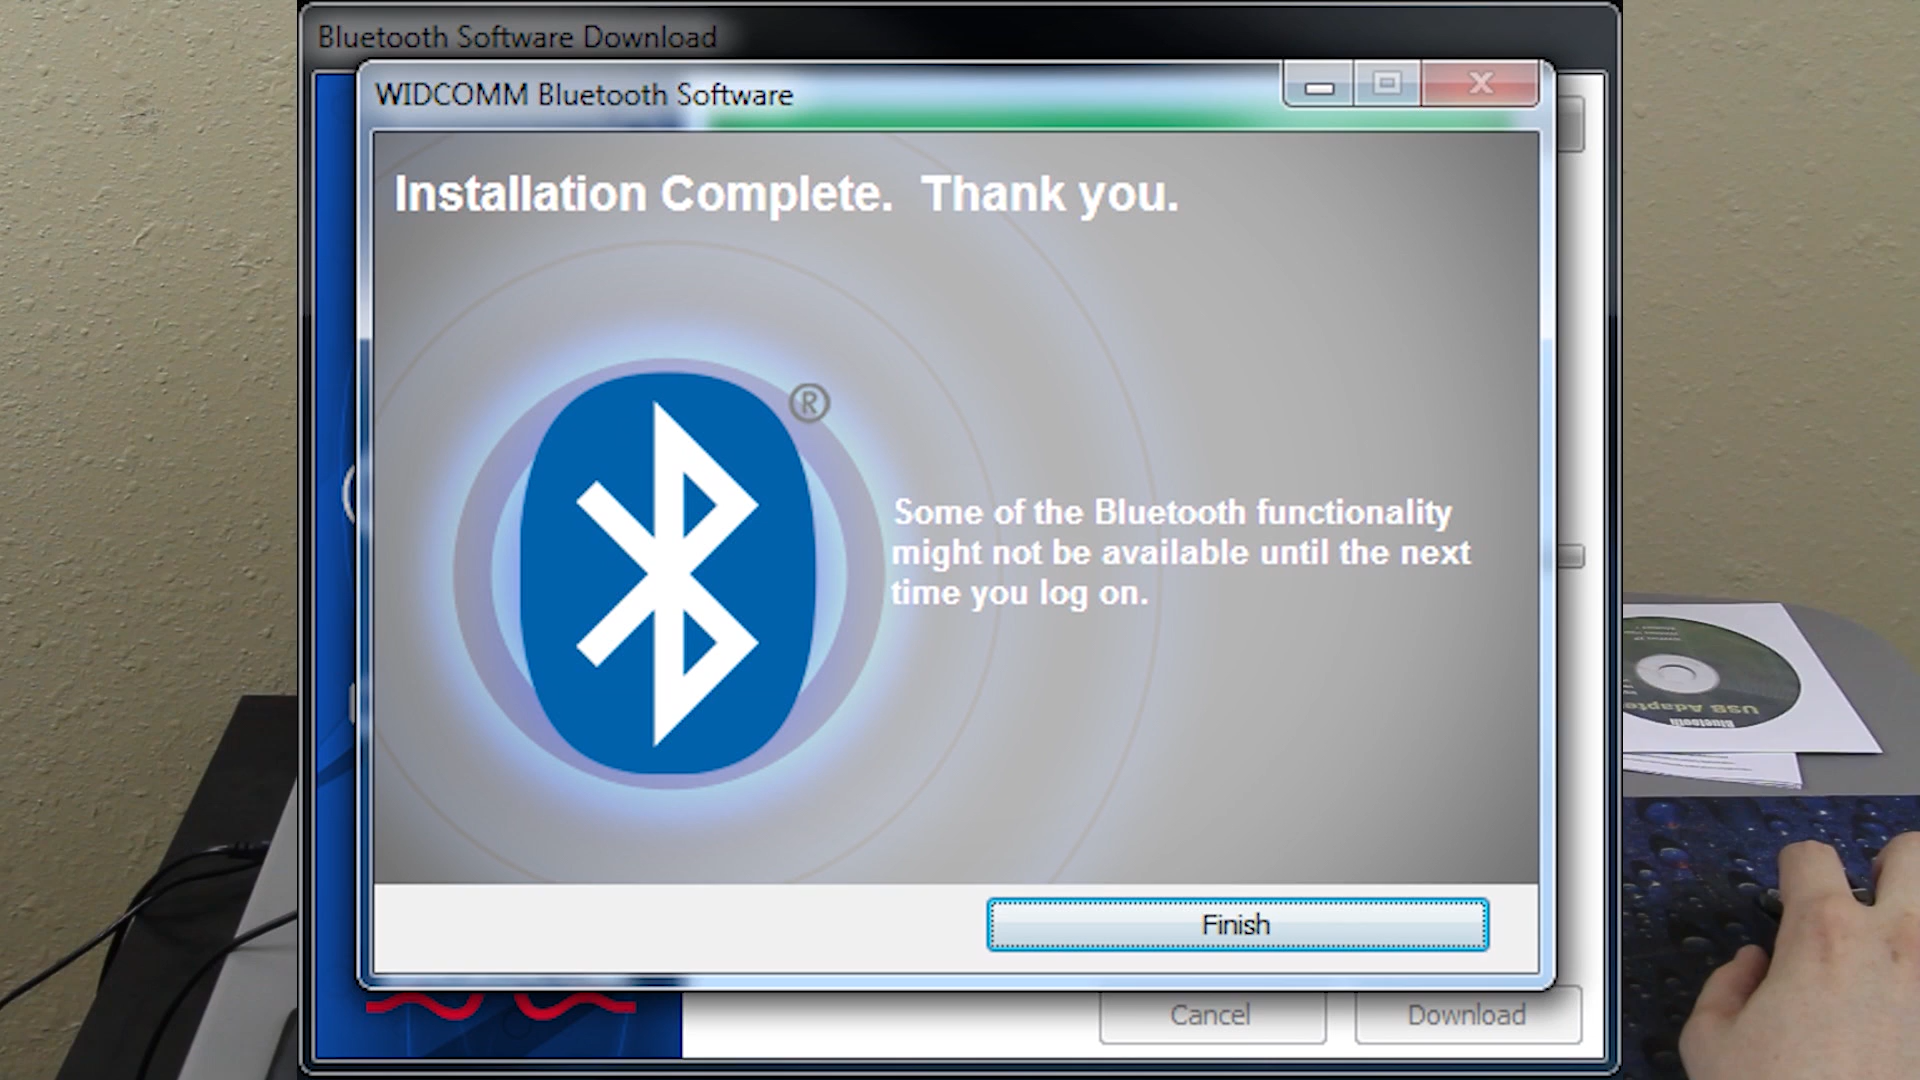 Bluetooth Software Download
WIDCOMM Bluetooth Software
Installation Complete. Thank you.
®
Some of the Bluetooth functionality
might not be available until the next
time you log on.
Finish
Cancel
Download
Bluetooth
USB Adapter